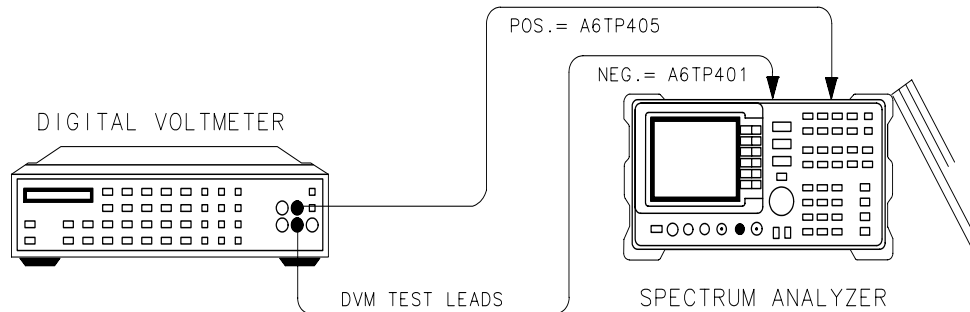 POS.= A6TP405
NEG.= A6TP401
DIGITAL VOLTMETER
DVM TEST LEADS
SPECTRUM ANALYZER